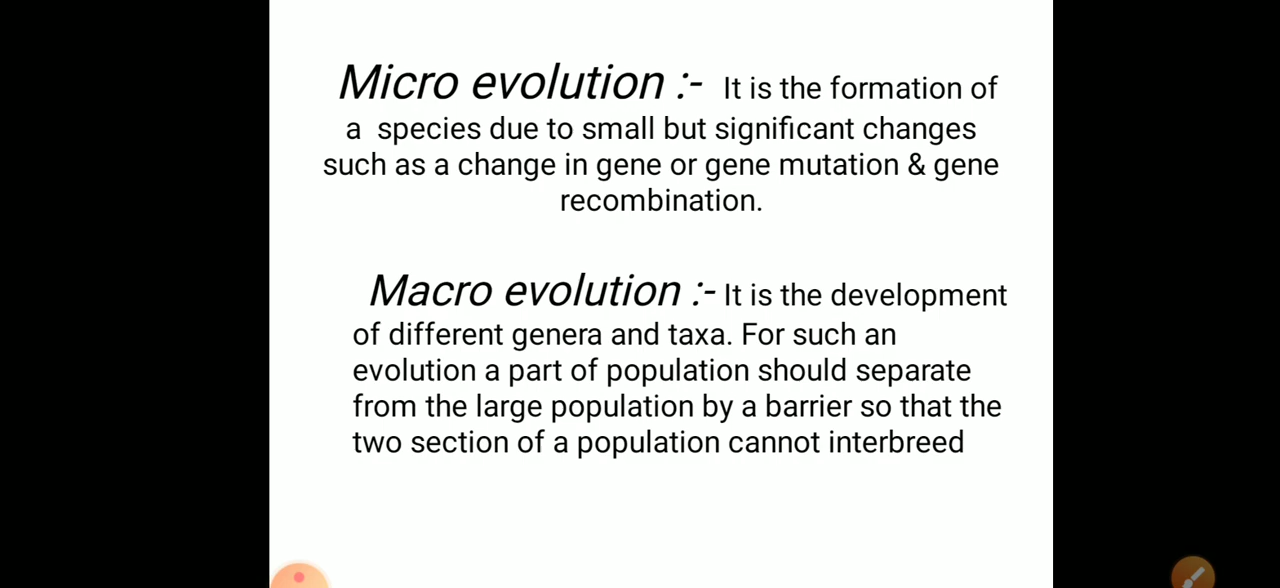 Micro evolution :- It is the formation of
a species due to small but significant changes
such as a change in gene or gene mutation & gene
recombination.
Macro evolution :- It is the development
of different genera and taxa. For such an
evolution a part of population should separate
from the large population by a barrier so that the
two section of a population cannot interbreed